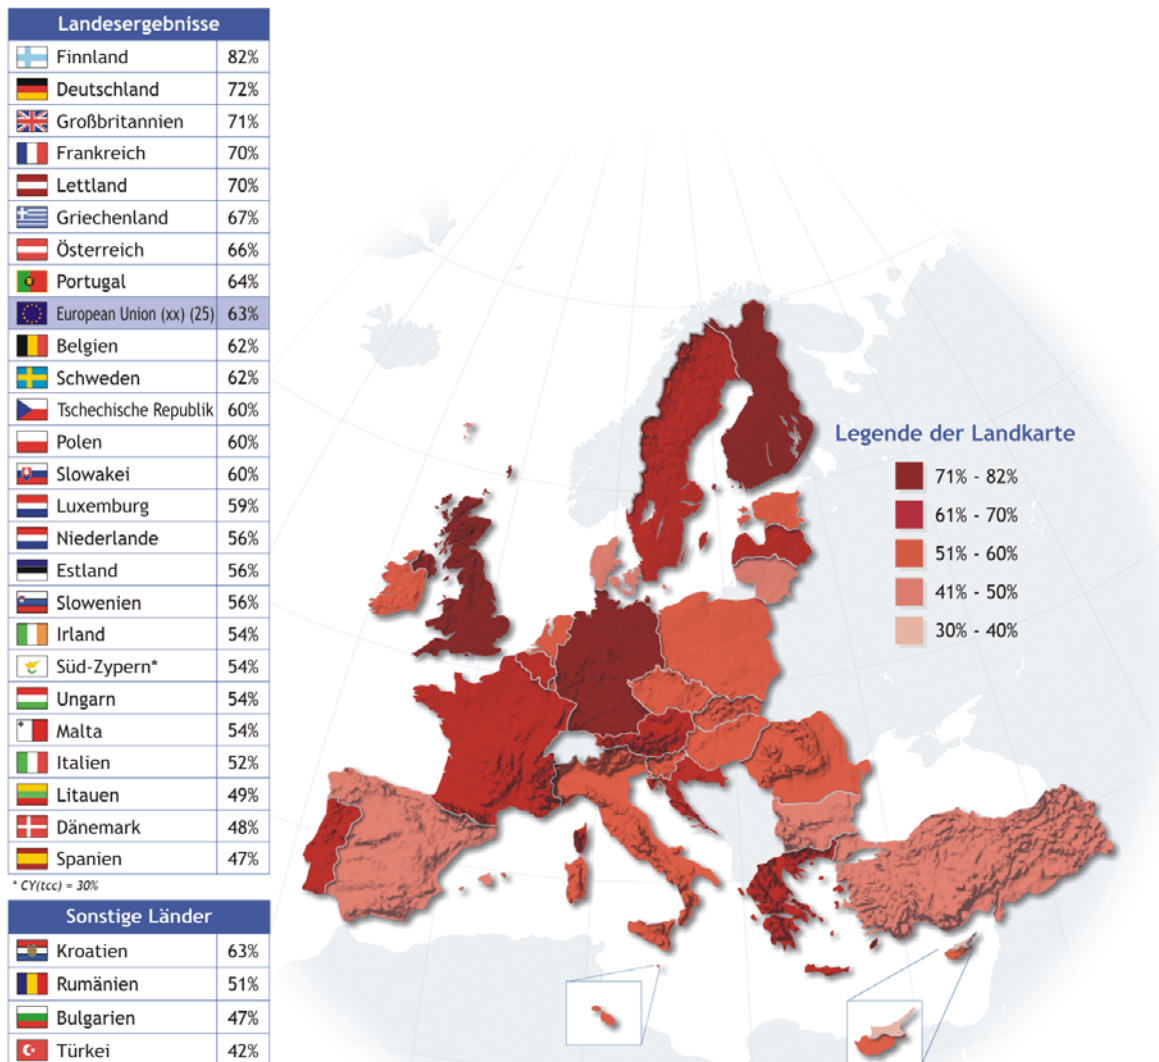 Landesergebnisse
Finnland 82%
Deutschland 72%
Großbritannien 71%
Frankreich 70%
Lettland 70%
Griechenland 67%
Österreich 66%
Portugal 64%
European Union (xx) (25) 63%
Belgien 62%
Schweden 62%
Tschechische Republik 60%
Polen 60%
Slowakei 60%
Luxemburg 59%
Niederlande 56%
Estland 56%
Slowenien 56%
Irland 54%
Süd-Zypern* 54%
Ungarn 54%
Malta 54%
Italien 52%
Litauen 49%
Dänemark 48%
Spanien 47%
* CY(tcc) = 30%
Sonstige Länder
Kroatien 63%
Rumänien 51%
Bulgarien 47%
Türkei 42%
Legende der Landkarte
71% - 82%
61% - 70%
51% - 60%
41% - 50%
30% - 40%